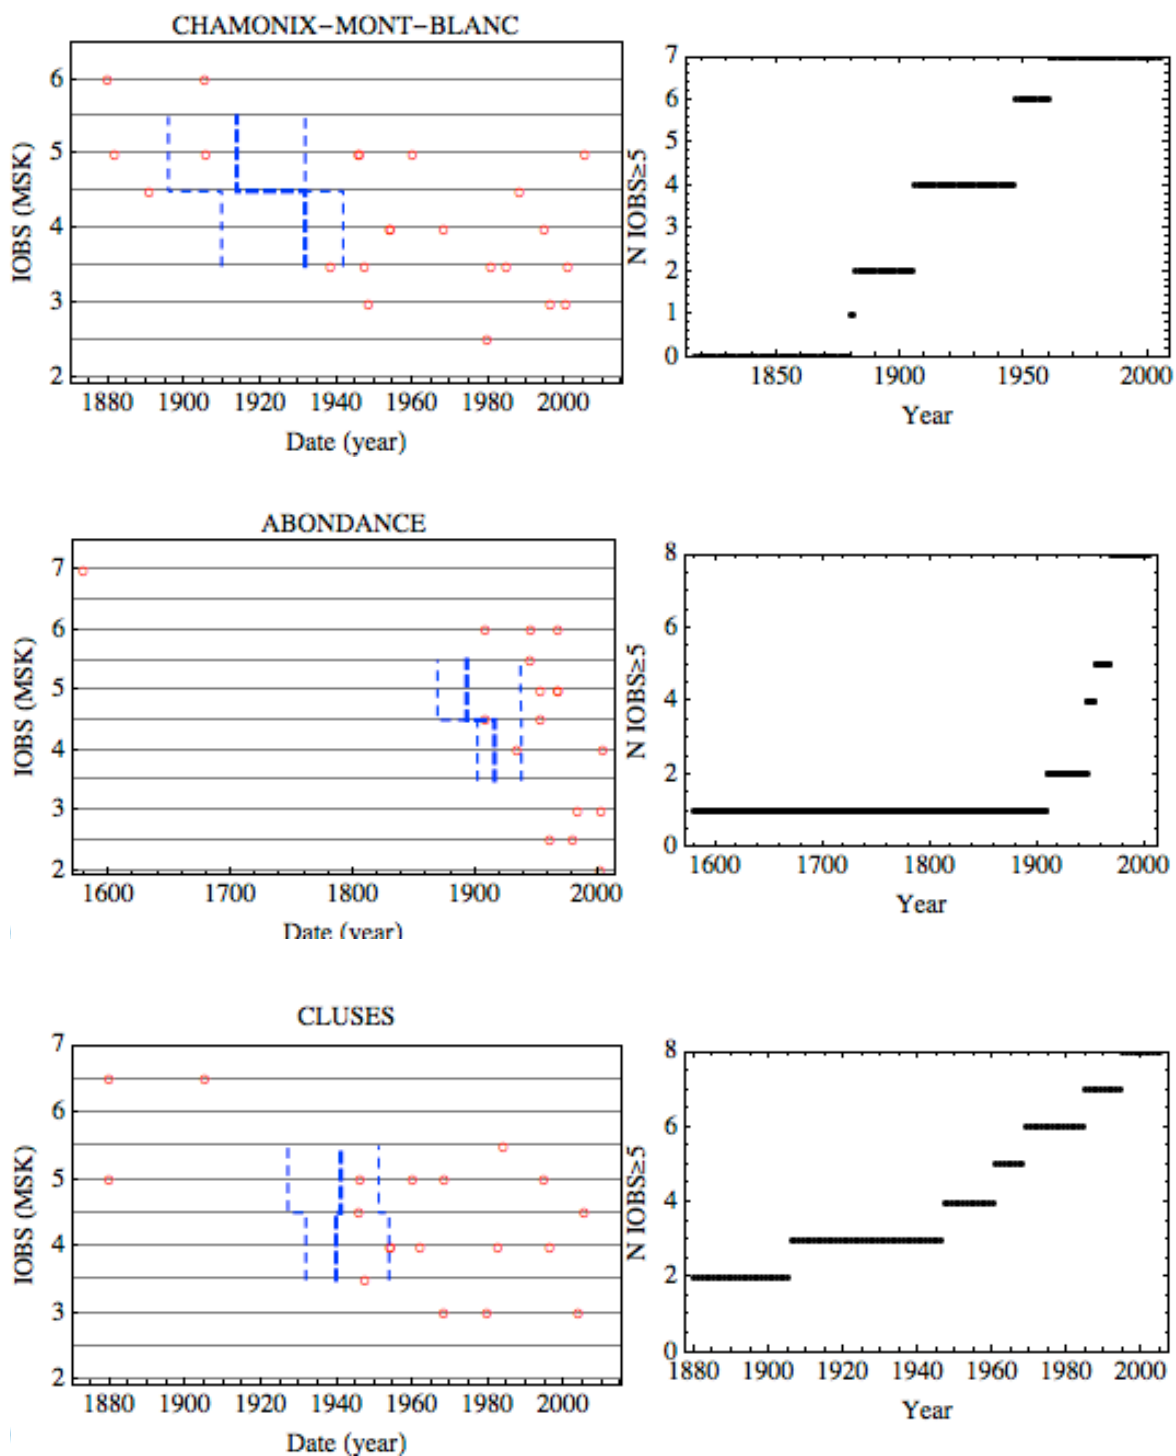 CHAMONIX−MONT−BLANC
IOBS (MSK)
6
5
4
3
2
1880 1900 1920 1940 1960 1980 2000
Date (year)
N IOBS≥5
7
6
5
4
3
2
1
0
1850 1900 1950 2000
Year
ABONDANCE
IOBS (MSK)
7
6
5
4
3
2
1600 1700 1800 1900 2000
Date (year)
N IOBS≥5
8
6
4
2
0
1600 1700 1800 1900 2000
Year
CLUSES
IOBS (MSK)
7
6
5
4
3
2
1880 1900 1920 1940 1960 1980 2000
Date (year)
N IOBS≥5
8
6
4
2
0
1880 1900 1920 1940 1960 1980 2000
Year